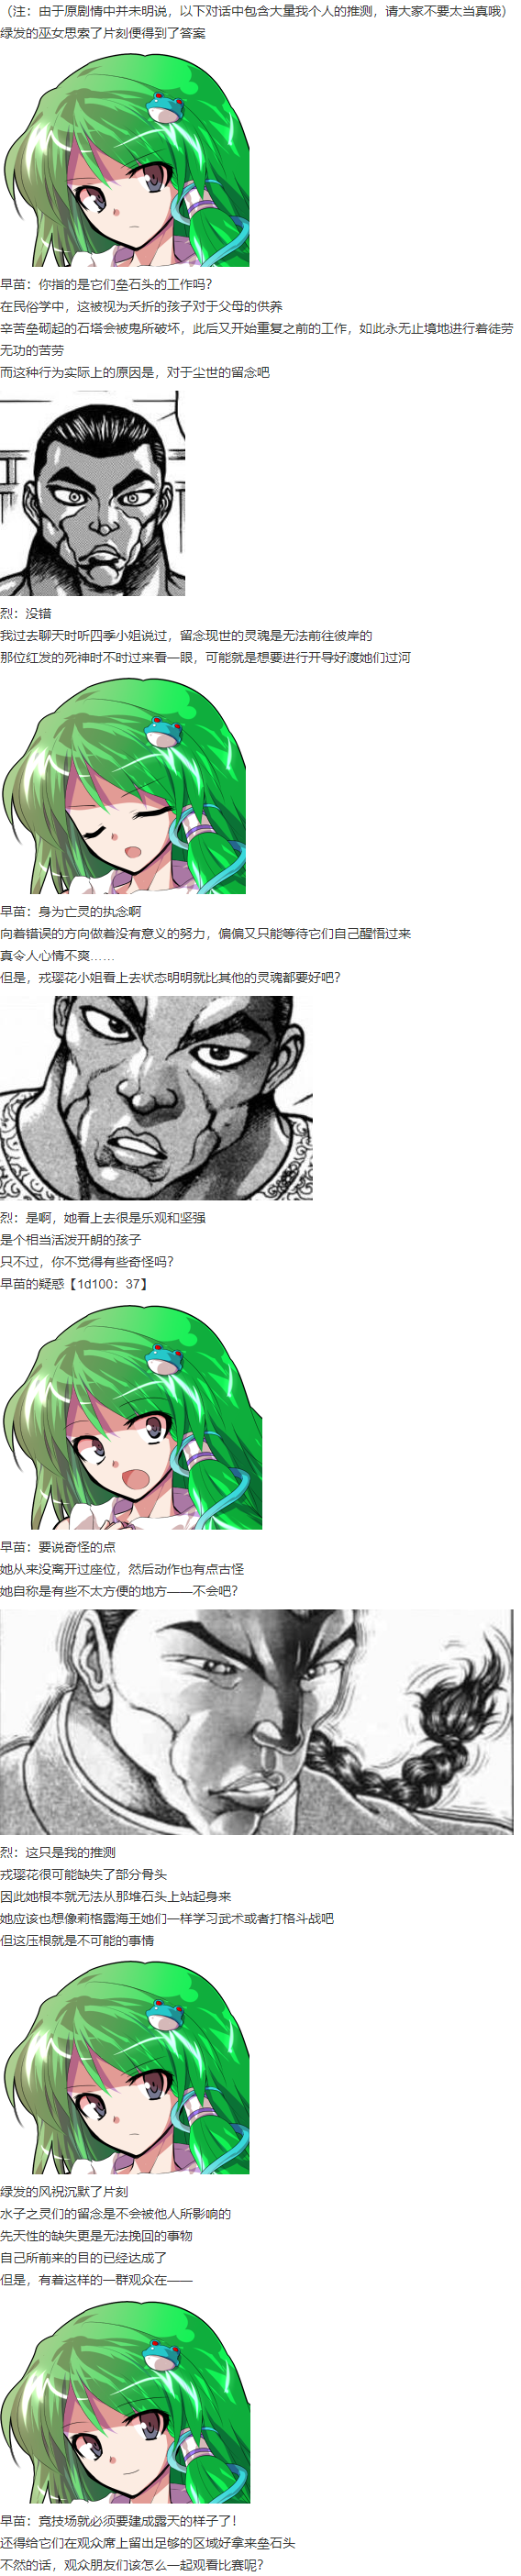 （注：由于原剧情中并未明说，以下对话中包含大量我个人的推测，请大家不要太当真哦）
绿发的巫女思索了片刻便得到了答案
早苗：你指的是它们垒石头的工作吗？
在民俗学中，这被视为夭折的孩子对于父母的供养
辛苦垒砌起的石塔会被鬼所破坏，此后又开始重复之前的工作，如此永无止境地进行着徒劳
无功的苦劳
而这种行为实际上的原因是，对于尘世的留念吧
烈：没错
我过去聊天时听四季小姐说过，留念现世的灵魂是无法前往彼岸的
那位红发的死神时不时过来看一眼，可能就是想要进行开导好渡她们过河
早苗：身为亡灵的执念啊
向着错误的方向做着没有意义的努力，偏偏又只能等待它们自己醒悟过来
真令人心情不爽……
但是，戎璎花小姐看上去状态明明就比其他的灵魂都要好吧？
烈：是啊，她看上去很是乐观和坚强
是个相当活泼开朗的孩子
只不过，你不觉得有些奇怪吗？
早苗的疑惑【1d100：37】
早苗：要说奇怪的点
她从来没离开过座位，然后动作也有点古怪
她自称是有些不太方便的地方——不会吧？
烈：这只是我的推测
戎璎花很可能缺失了部分骨头
因此她根本就无法从那堆石头上站起身来
她应该也想像莉格露海王她们一样学习武术或者打格斗战吧
但这压根就是不可能的事情
绿发的风祝沉默了片刻
水子之灵们的留念是不会被他人所影响的
先天性的缺失更是无法挽回的事物
自己所前来的目的已经达成了
但是，有着这样的一群观众在——
早苗：竞技场就必须要建成露天的样子了！
还得给它们在观众席上留出足够的区域好拿来垒石头
不然的话，观众朋友们该怎么一起观看比赛呢？